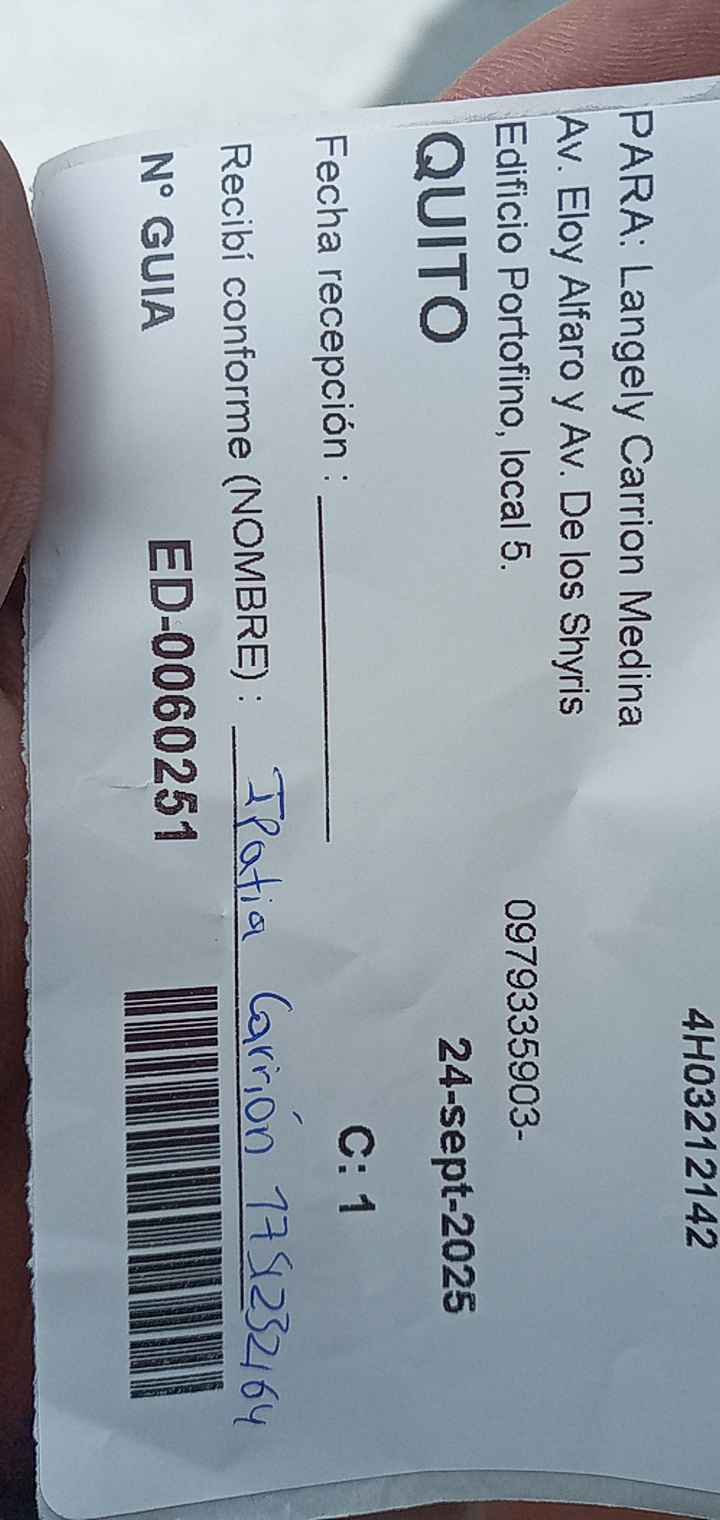 4H03212142
PARA: Langely Carrion Medina
Av. Eloy Alfaro y Av. De los Shyris
Edificio Portofino, local 5.
0979335903-
QUITO
24-sept-2025
Fecha recepción :
C: 1
Recibí conforme (NOMBRE) : IPatia Carrión
N° GUIA ED-0060251